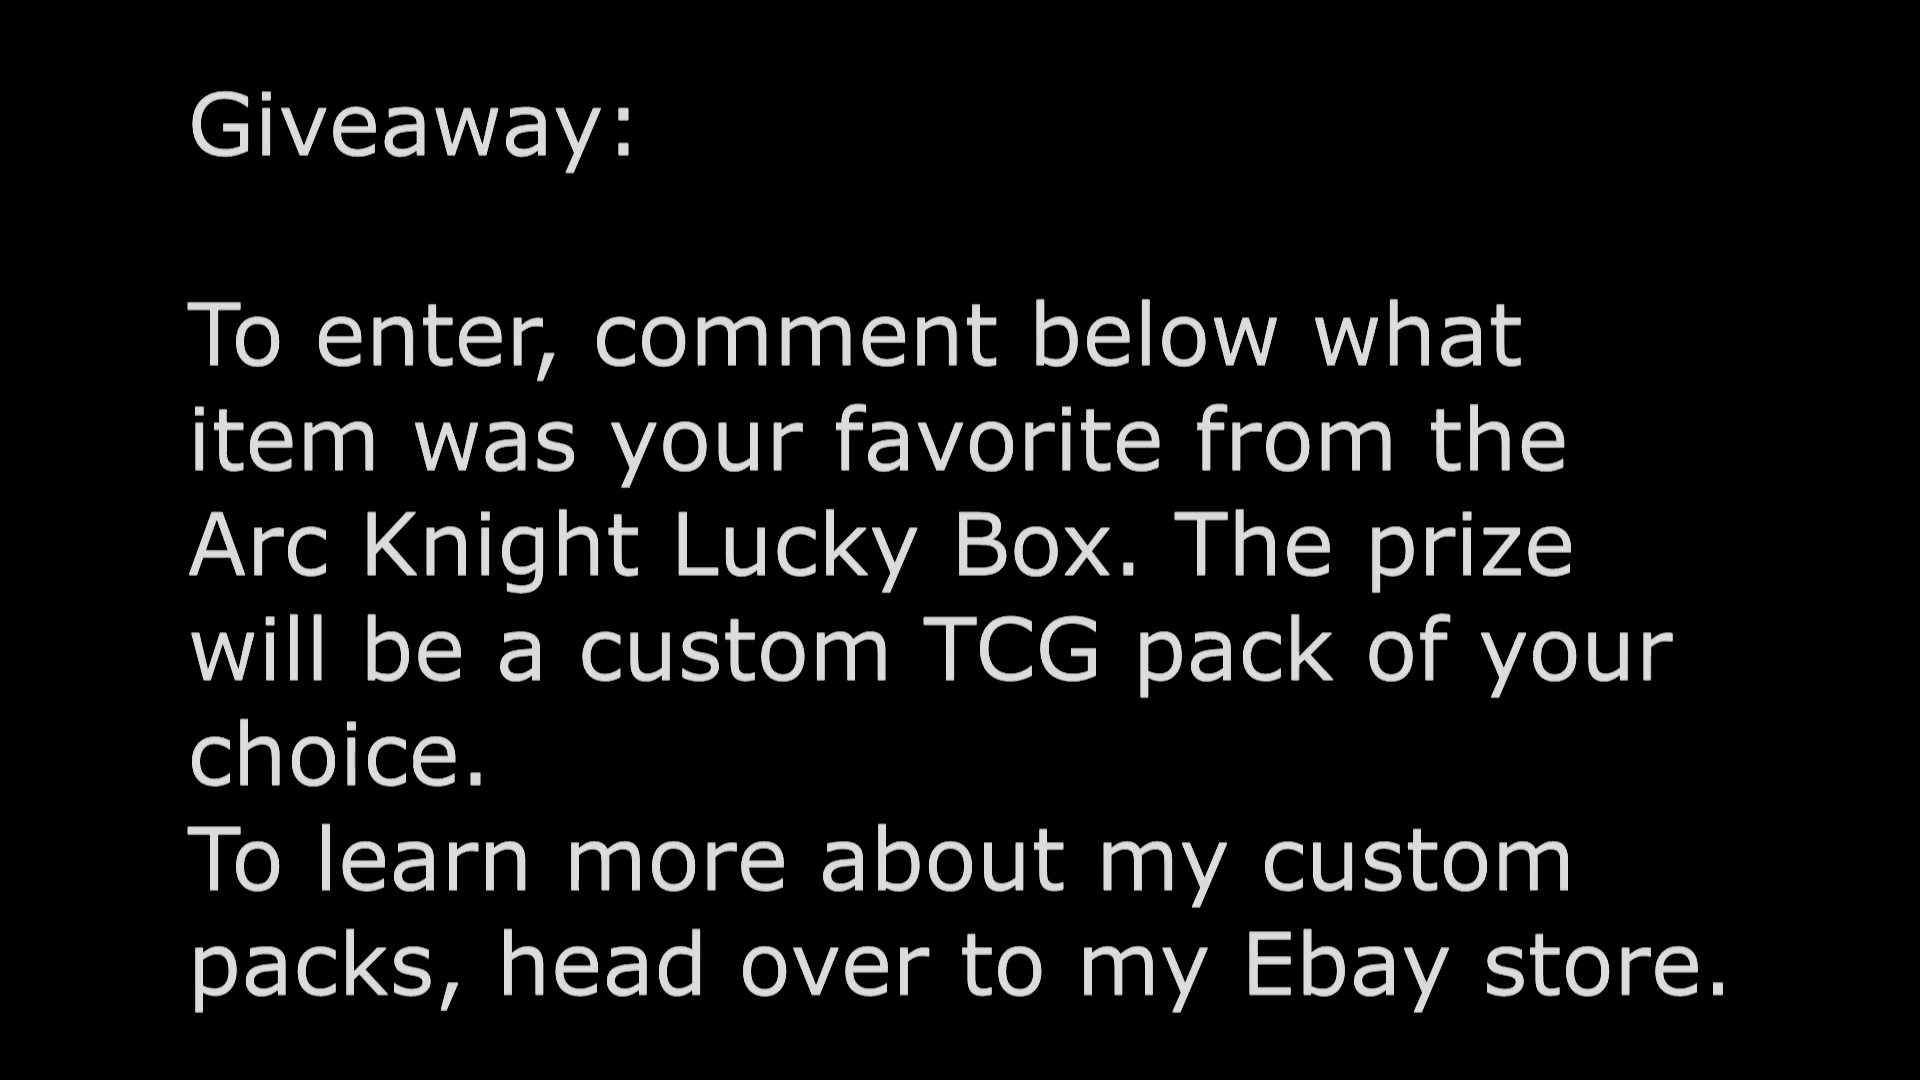 Giveaway:
To enter, comment below what
item was your favorite from the
Arc Knight Lucky Box. The prize
will be a custom TCG pack of your
choice.
To learn more about my custom
packs, head over to my Ebay store.